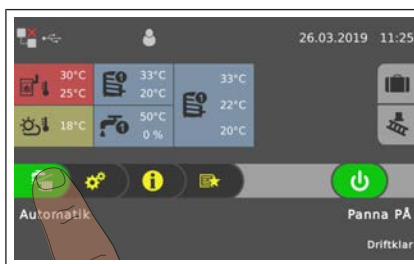 26.03.2019 11:25
30°C 33°C 33°C
25°C 20°C
22°C
18°C 50°C
0 % 20°C
Automatik Panna PÅ
Driftklar